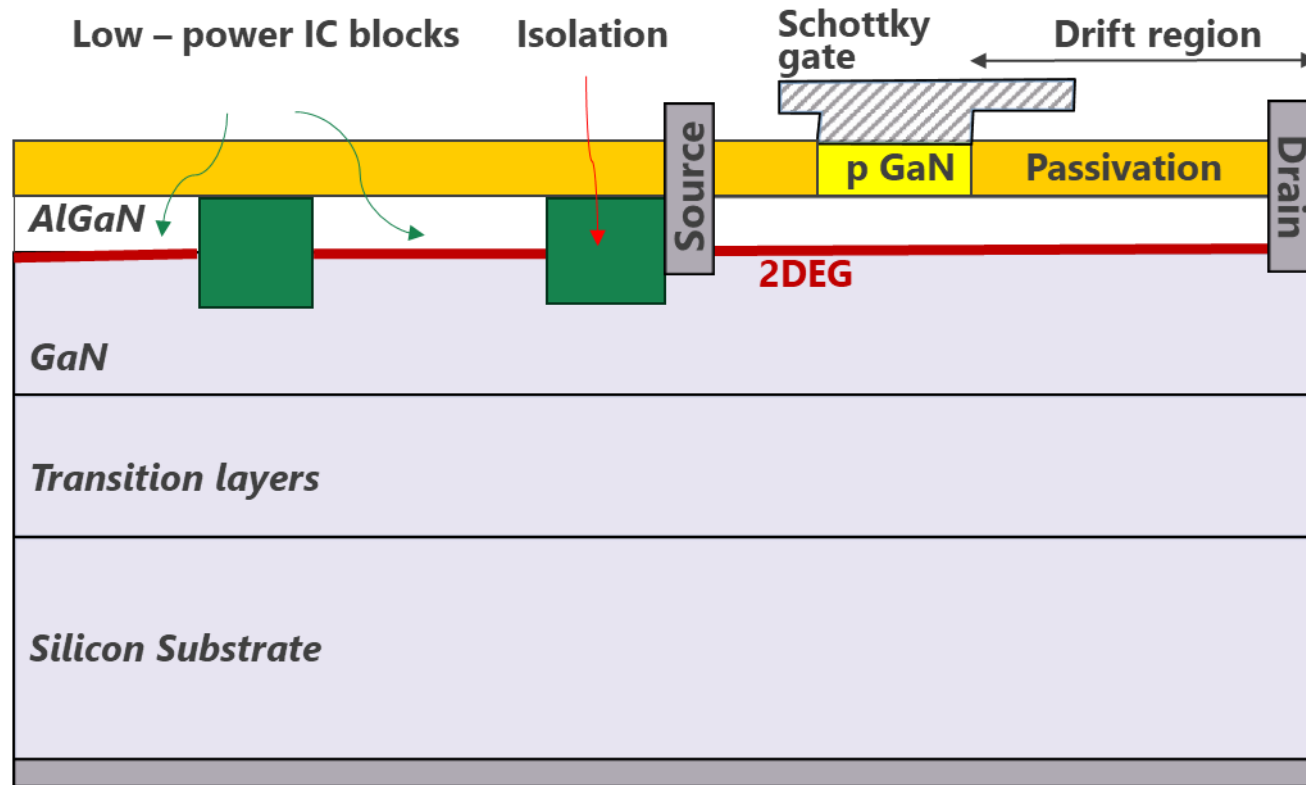 Low – power IC blocks
Isolation
Schottky
gate
Drift region
Source
p GaN
Passivation
Drain
AlGaN
2DEG
GaN
Transition layers
Silicon Substrate